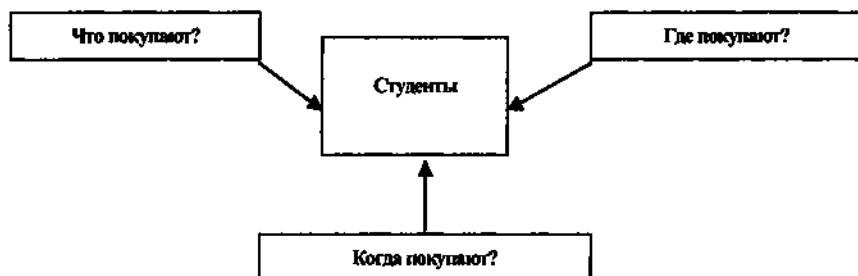 Что покупают?
Где покупают?
Студенты
Когда покупают?